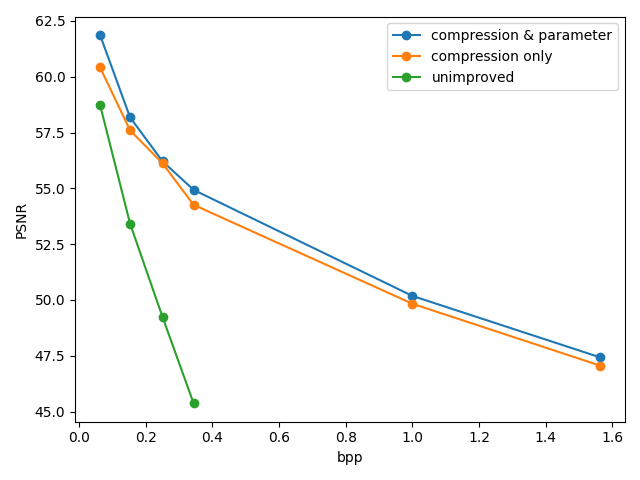 62.5
60.0
57.5
55.0
52.5
50.0
47.5
45.0
PSNR
compression & parameter
compression only
unimproved
0.0 0.2 0.4 0.6 0.8 1.0 1.2 1.4 1.6
bpp